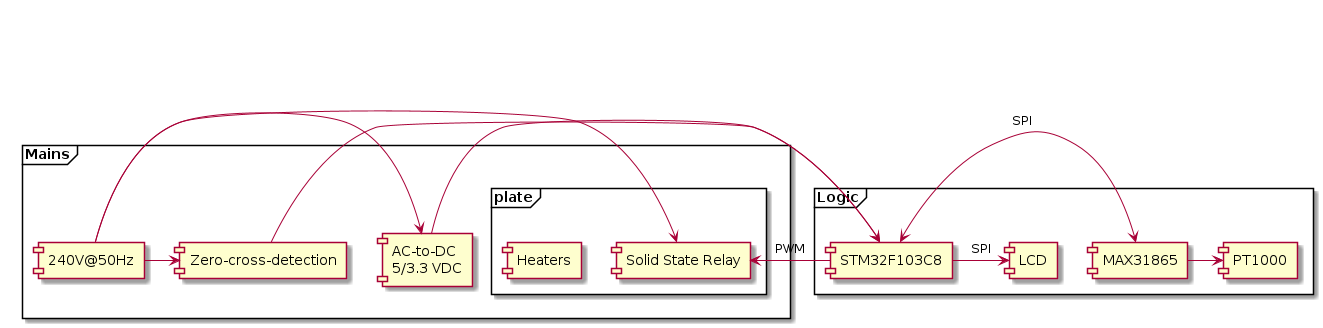 SPI
Mains
plate
Logic
240V@50Hz
Zero-cross-detection
AC-to-DC
5/3.3 VDC
Heaters
Solid State Relay
PWM
STM32F103C8
SPI
LCD
MAX31865
PT1000